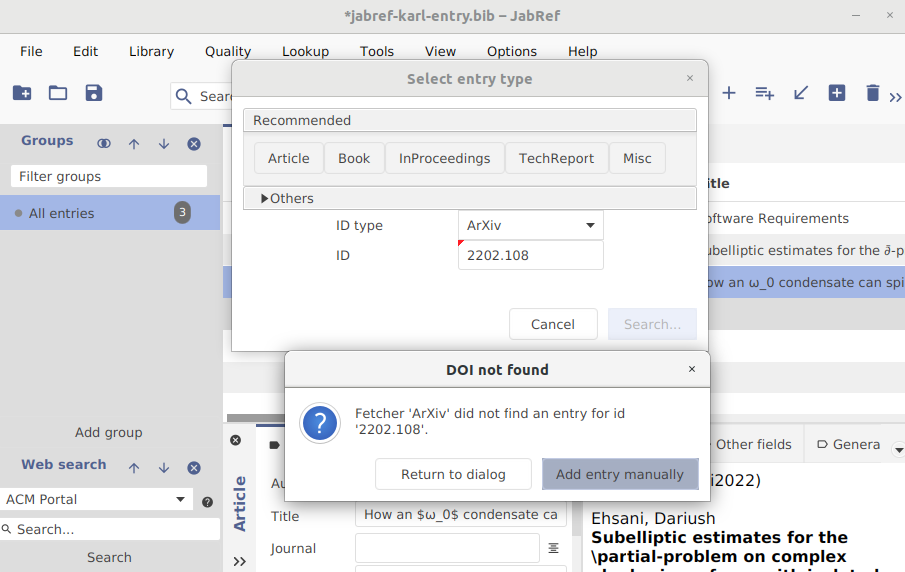 *jabref-karl-entry.bib – JabRef
File Edit Library Quality Lookup Tools View Options Help
Select entry type
Recommended
Article Book InProceedings TechReport Misc
Others
ID type ArXiv
ID 2202.108
Cancel Search...
DOI not found
Fetcher 'ArXiv' did not find an entry for id
'2202.108'.
Return to dialog Add entry manually
Groups
Filter groups
All entries 3
Add group
Web search
ACM Portal
Search...
Search
oftware Requirements
ubelliptic estimates for the ∂̄-p
ow an ω_0 condensate can spi
Article
Title How an $ω_0$ condensate ca
Journal
Other fields Genera
i2022)
Ehsani, Dariush
Subelliptic estimates for the
\partial-problem on complex